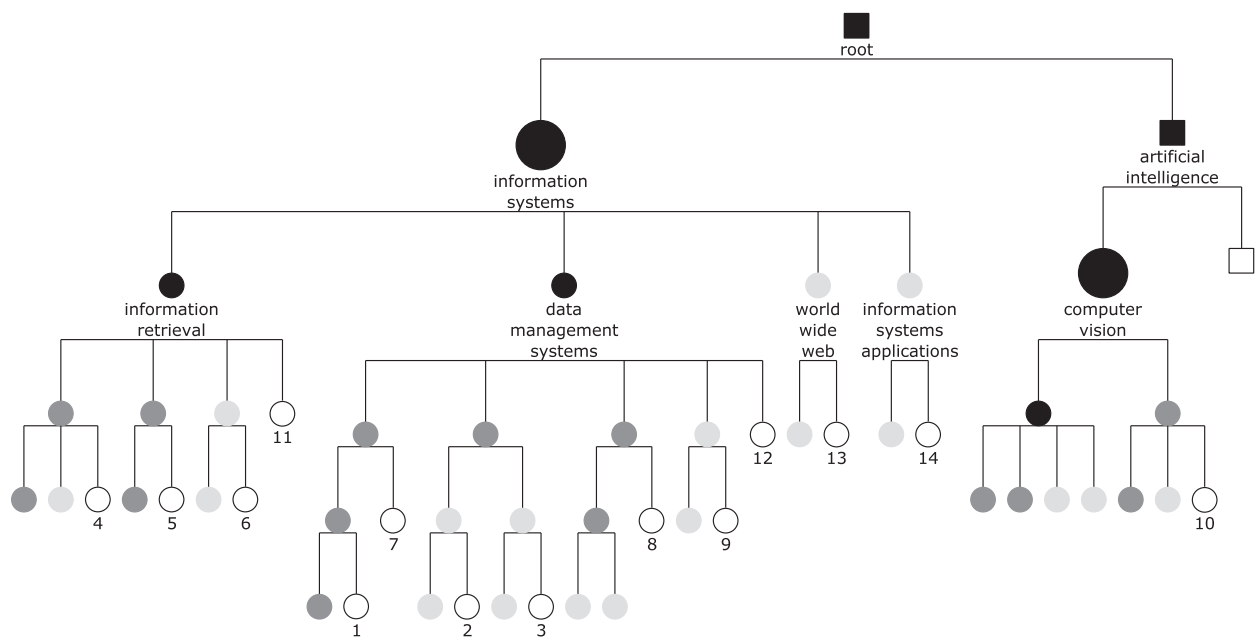 root
artificial
intelligence
information
systems
information
retrieval
data
management
systems
world
wide
web
information
systems
applications
computer
vision
11
12
13
14
4
5
6
7
8
9
10
1
2
3